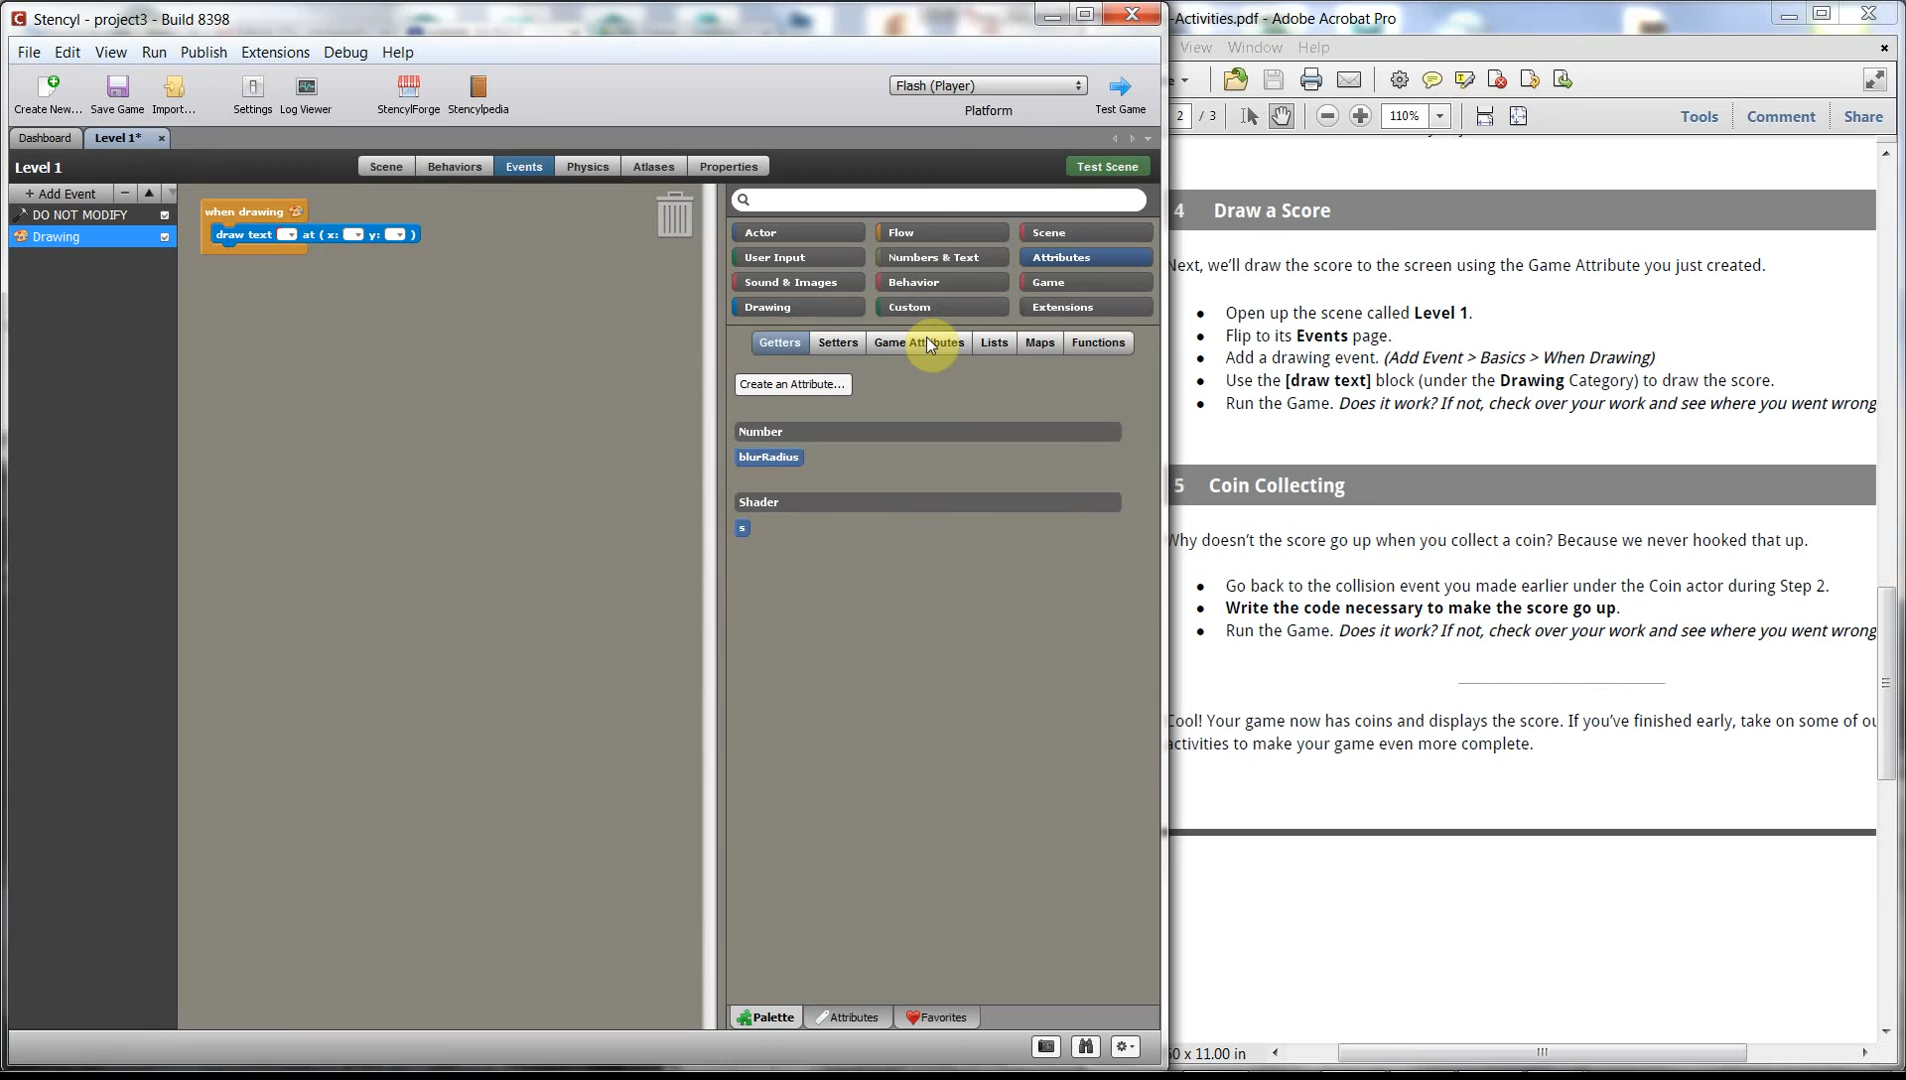 Stencyl - project3 - Build 8398
File Edit View Run Publish Extensions Debug Help
Create New... Save Game Import... Settings Log Viewer StencylForge Stencylpedia
Flash (Player)
Platform
Test Game
Dashboard Level 1*
Level 1
Scene Behaviors Events Physics Atlases Properties
Test Scene
+ Add Event
DO NOT MODIFY
Drawing
when drawing
draw text at ( x: y: )
Actor Flow Scene
User Input Numbers & Text Attributes
Sound & Images Behavior Game
Drawing Custom Extensions
Getters Setters Game Attributes Lists Maps Functions
Create an Attribute...
Number
blurRadius
Shader
s
Palette Attributes Favorites
-Activities.pdf - Adobe Acrobat Pro
View Window Help
2 / 3 110% Tools Comment Share
4 Draw a Score
Next, we'll draw the score to the screen using the Game Attribute you just created.
● Open up the scene called Level 1.
● Flip to its Events page.
● Add a drawing event. (Add Event > Basics > When Drawing)
● Use the [draw text] block (under the Drawing Category) to draw the score.
● Run the Game. Does it work? If not, check over your work and see where you went wrong
5 Coin Collecting
Why doesn't the score go up when you collect a coin? Because we never hooked that up.
● Go back to the collision event you made earlier under the Coin actor during Step 2.
● Write the code necessary to make the score go up.
● Run the Game. Does it work? If not, check over your work and see where you went wrong
Cool! Your game now has coins and displays the score. If you've finished early, take on some of
activities to make your game even more complete.
x 11.00 in